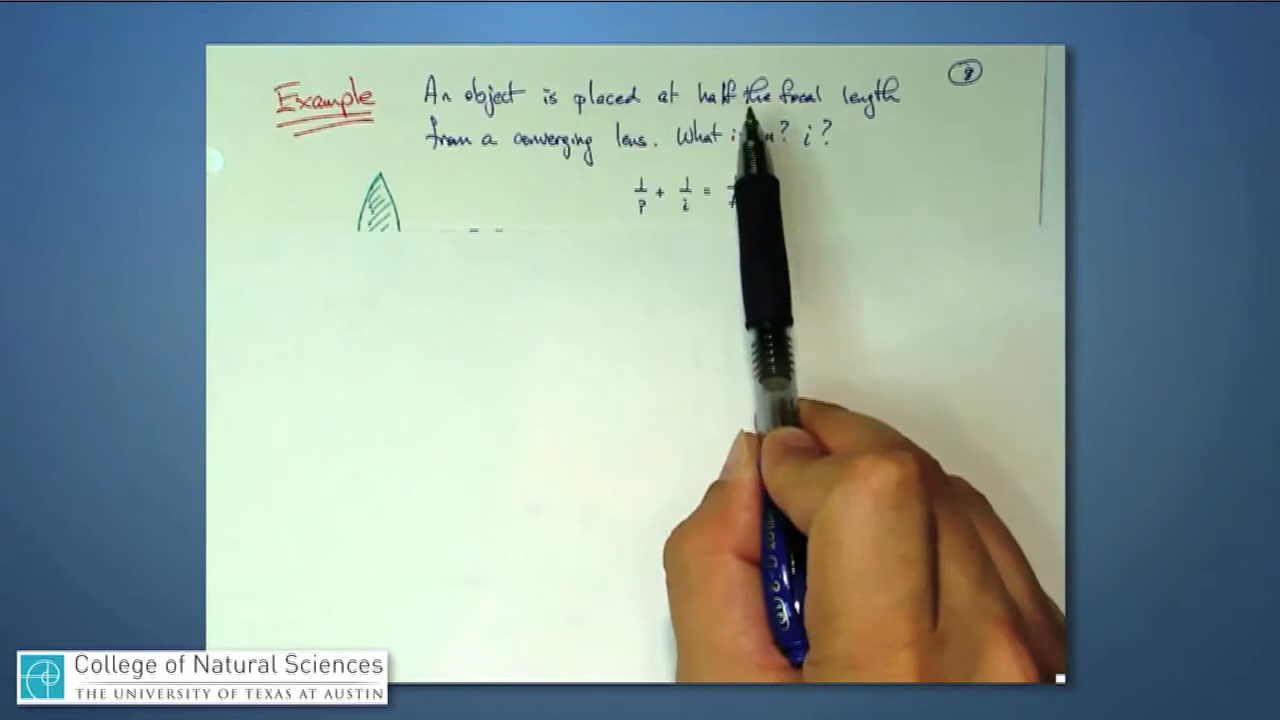 Example An object is placed at half the focal length ⑧
from a converging lens. What i ? i?
1/p + 1/i =
College of Natural Sciences
THE UNIVERSITY OF TEXAS AT AUSTIN